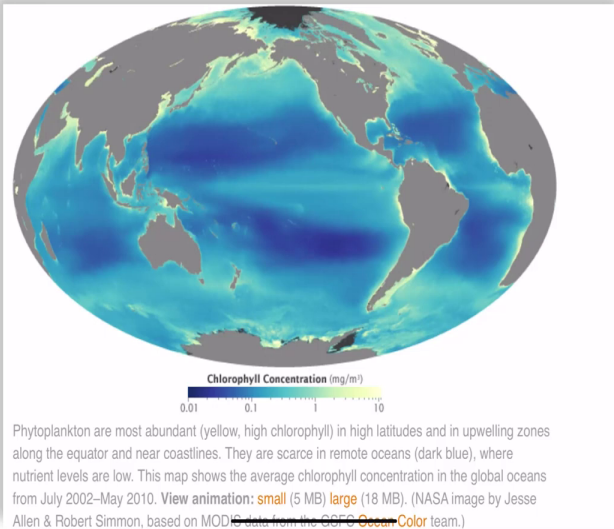 Chlorophyll Concentration (mg/m³)
0.01 0.1 1 10
Phytoplankton are most abundant (yellow, high chlorophyll) in high latitudes and in upwelling zones
along the equator and near coastlines. They are scarce in remote oceans (dark blue), where
nutrient levels are low. This map shows the average chlorophyll concentration in the global oceans
from July 2002–May 2010. View animation: small (5 MB) large (18 MB). (NASA image by Jesse
Allen & Robert Simmon, based on MODIS data from the GSFC Ocean Color team.)